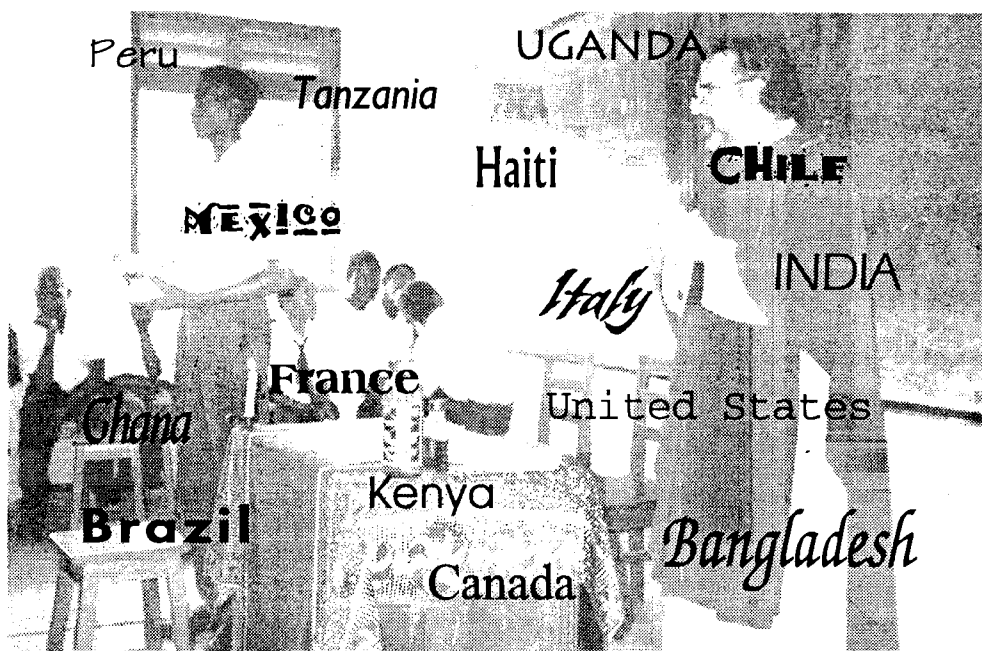 Peru
UGANDA
Tanzania
Haiti
CHILE
MEXICO
INDIA
Italy
France
United States
Ghana
Kenya
Brazil
Bangladesh
Canada